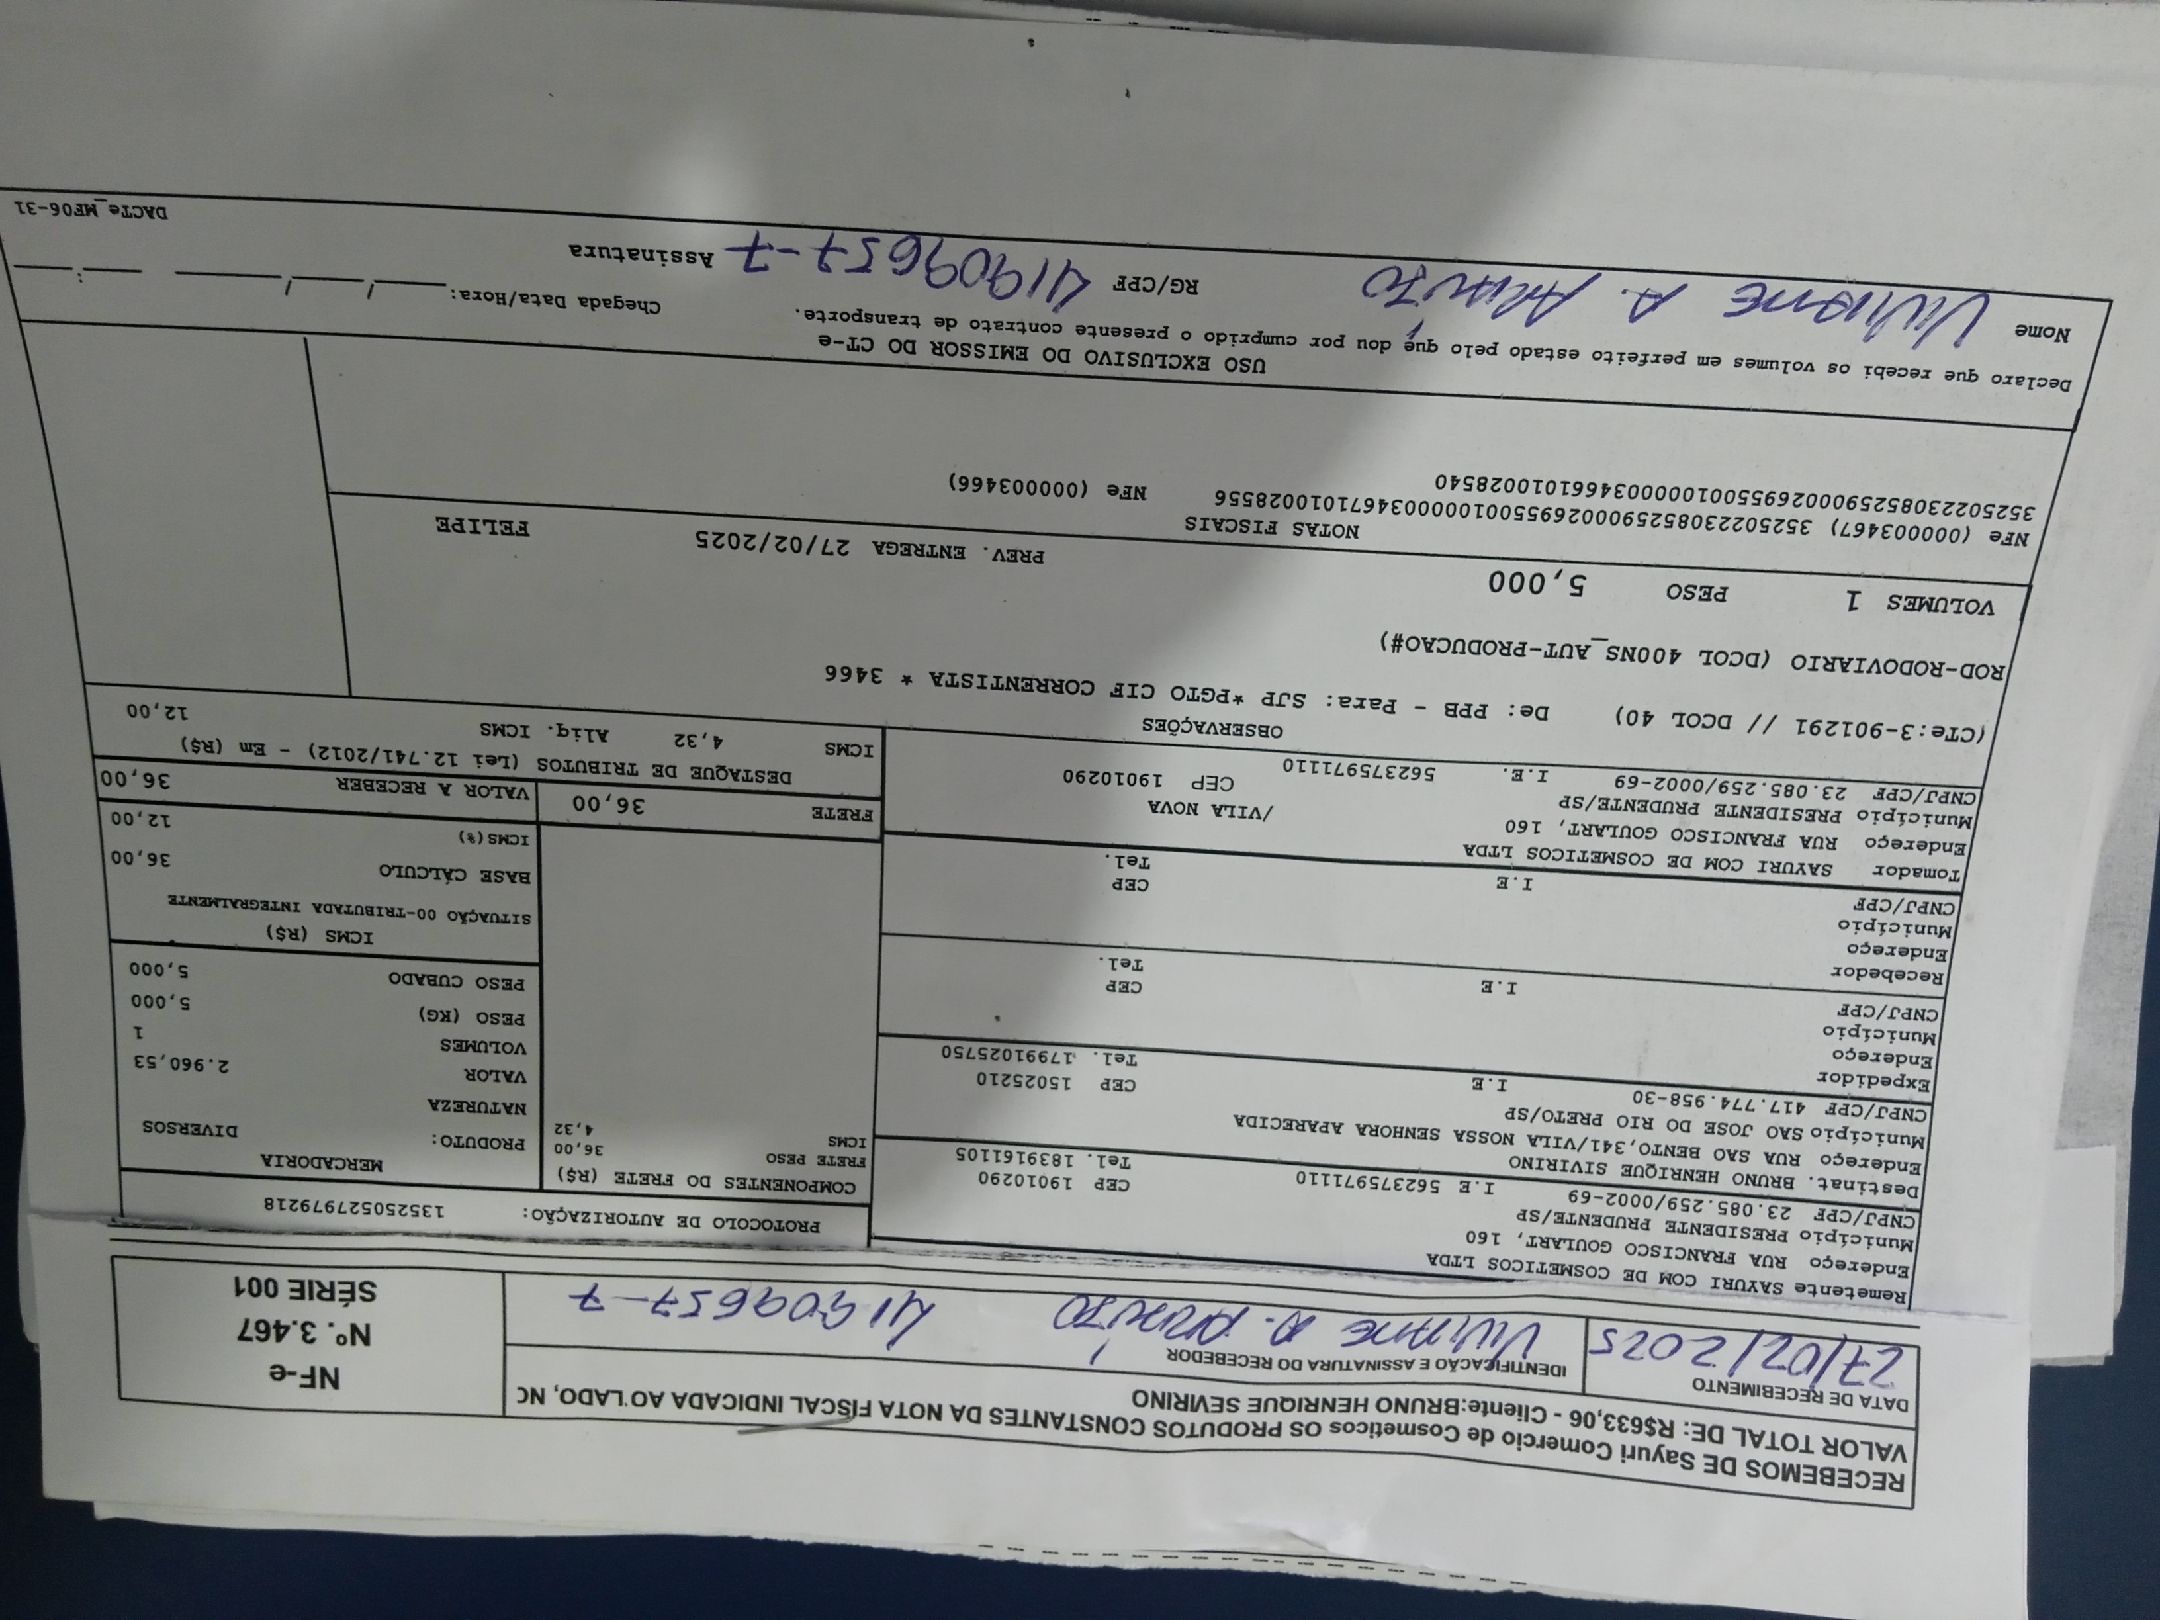 RECEBEMOS DE Sayuri Comercio de Cosmeticos OS PRODUTOS CONSTANTES DA NOTA FISCAL INDICADA AO LADO, NO
VALOR TOTAL DE: R$633,06 - Cliente:BRUNO HENRIQUE SEVIRINO
DATA DE RECEBIMENTO
27/02/2025
IDENTIFICAÇÃO E ASSINATURA DO RECEBEDOR
VIVIANE A. ARAUJO 41909657-7
NF-e
Nº. 3.467
SÉRIE 001
Remetente SAYURI COM DE COSMETICOS LTDA
Endereço RUA FRANCISCO GOULART, 160
Município PRESIDENTE PRUDENTE/SP CEP 19010290
CNPJ/CPF 23.085.259/0002-69 I.E 562375971110 Tel. 1839161105
Destinat. BRUNO HENRIQUE SIVIRINO
Endereço RUA SAO BENTO,341/VILA NOSSA SENHORA APARECIDA
Município SAO JOSE DO RIO PRETO/SP CEP 15025210
CNPJ/CPF 417.774.958-30 I.E Tel. 17991025750
Expedidor
Endereço
Município CEP
CNPJ/CPF I.E Tel.
Recebedor
Endereço
Município CEP
CNPJ/CPF I.E Tel.
Tomador SAYURI COM DE COSMETICOS LTDA
Endereço RUA FRANCISCO GOULART, 160 /VILA NOVA
Município PRESIDENTE PRUDENTE/SP CEP 19010290
CNPJ/CPF 23.085.259/0002-69 I.E. 562375971110
PROTOCOLO DE AUTORIZAÇÃO: 135250527979218
COMPONENTES DO FRETE (R$)
FRETE PESO 36,00
ICMS 4,32
MERCADORIA
PRODUTO: DIVERSOS
NATUREZA
VALOR 2.960,53
VOLUMES 1
PESO (KG) 5,000
PESO CUBADO 5,000
ICMS (R$)
SITUAÇÃO 00-TRIBUTADA INTEGRALMENTE
BASE CÁLCULO 36,00
ICMS(%) 12,00
FRETE 36,00 VALOR A RECEBER 36,00
DESTAQUE DE TRIBUTOS (Lei 12.741/2012) - Em (R$)
ICMS 4,32 Aliq. ICMS 12,00
OBSERVAÇÕES
(CTe:3-901291 // DCOL 40) De: PPB - Para: SJP *PGTO CIF CORRENTISTA * 3466
ROD-RODOVIARIO (DCOL 400NS_AUT-PRODUCAO#)
VOLUMES 1 PESO 5,000 PREV. ENTREGA 27/02/2025 FELIPE
NOTAS FISCAIS
NFe (000003467) 35250223085259000269550010000034671010028556 NFe (000003466)
35250223085259000269550010000034661010028540
USO EXCLUSIVO DO EMISSOR DO CT-e
Declaro que recebi os volumes em perfeito estado pelo que dou por cumprido o presente contrato de transporte.
Chegada Data/Hora: ____/____/____ __:__
Nome VIVIANE A. ARAUJO RG/CPF 41909657-7 Assinatura
DACTe_MF06-31